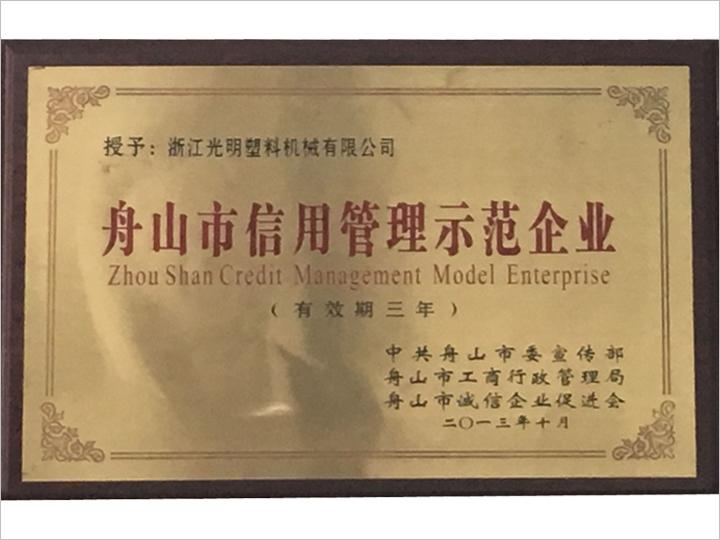 授予：浙江光明塑料机械有限公司
舟山市信用管理示范企业
Zhou Shan Credit Management Model Enterprise
（有效期三年）
中共舟山市委宣传部
舟山市工商行政管理局
舟山市诚信企业促进会
二〇一三年十月